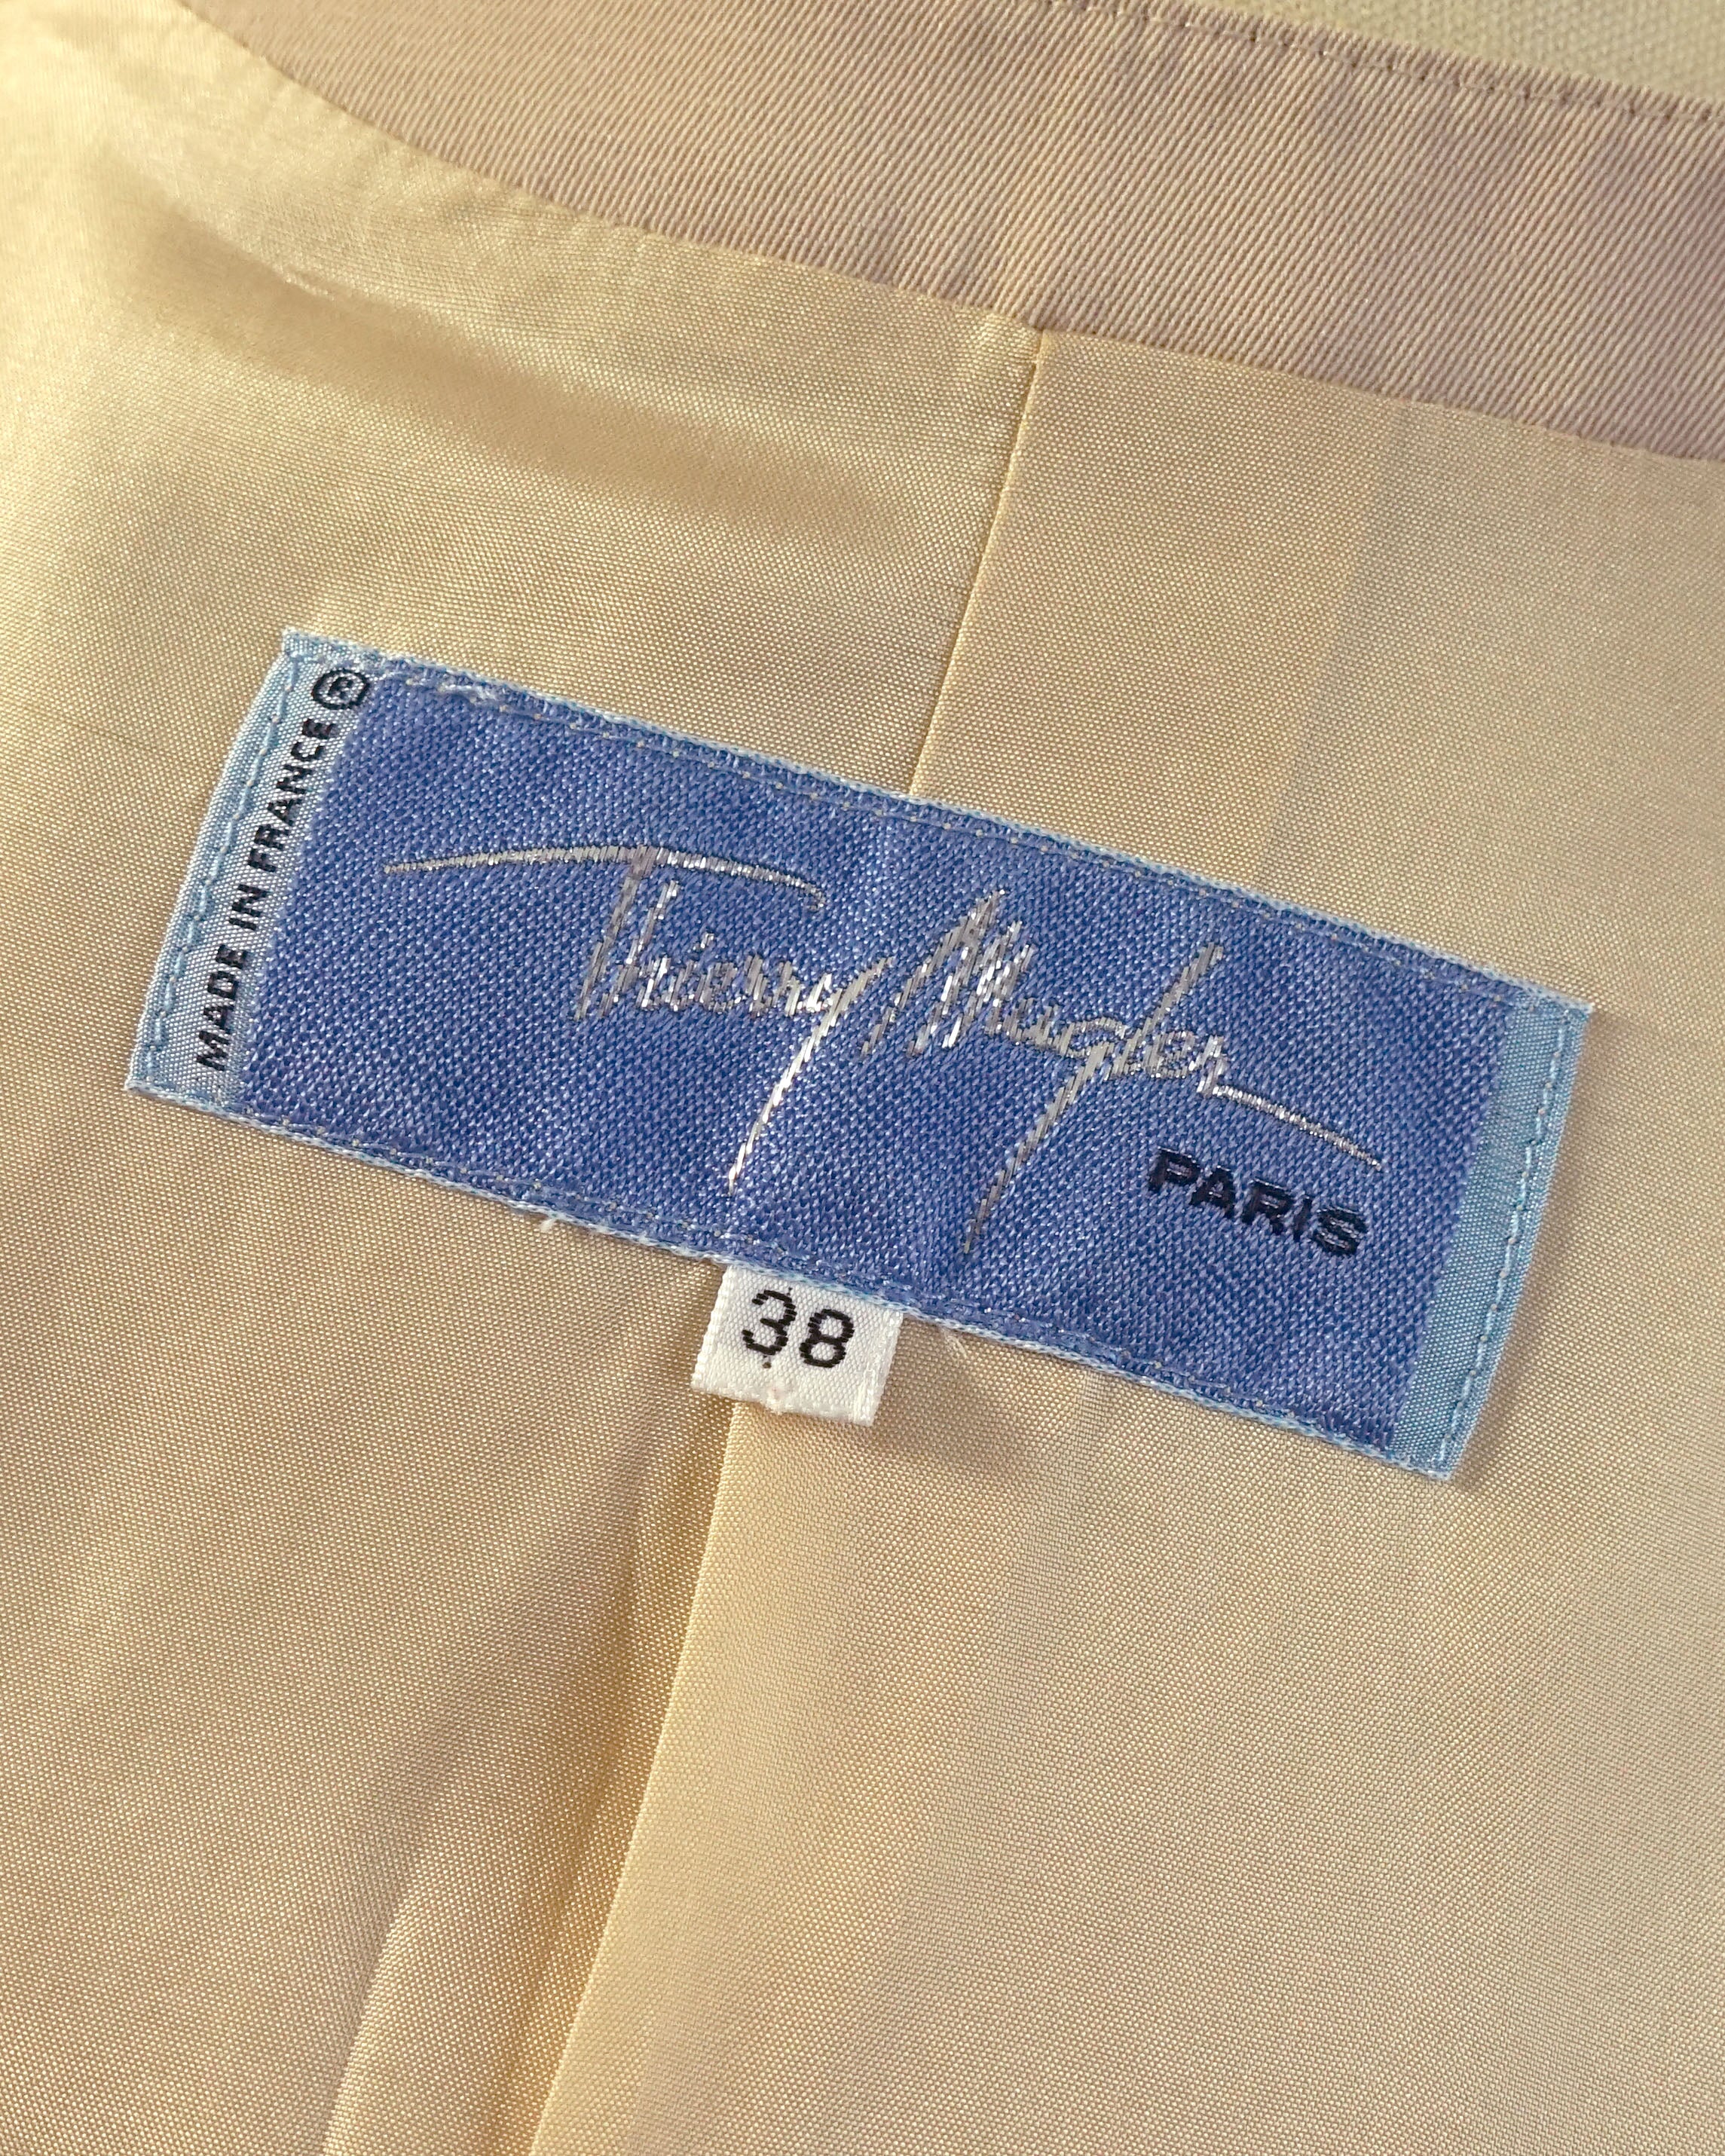 MADE IN FRANCE ®
Thierry Mugler
PARIS
38